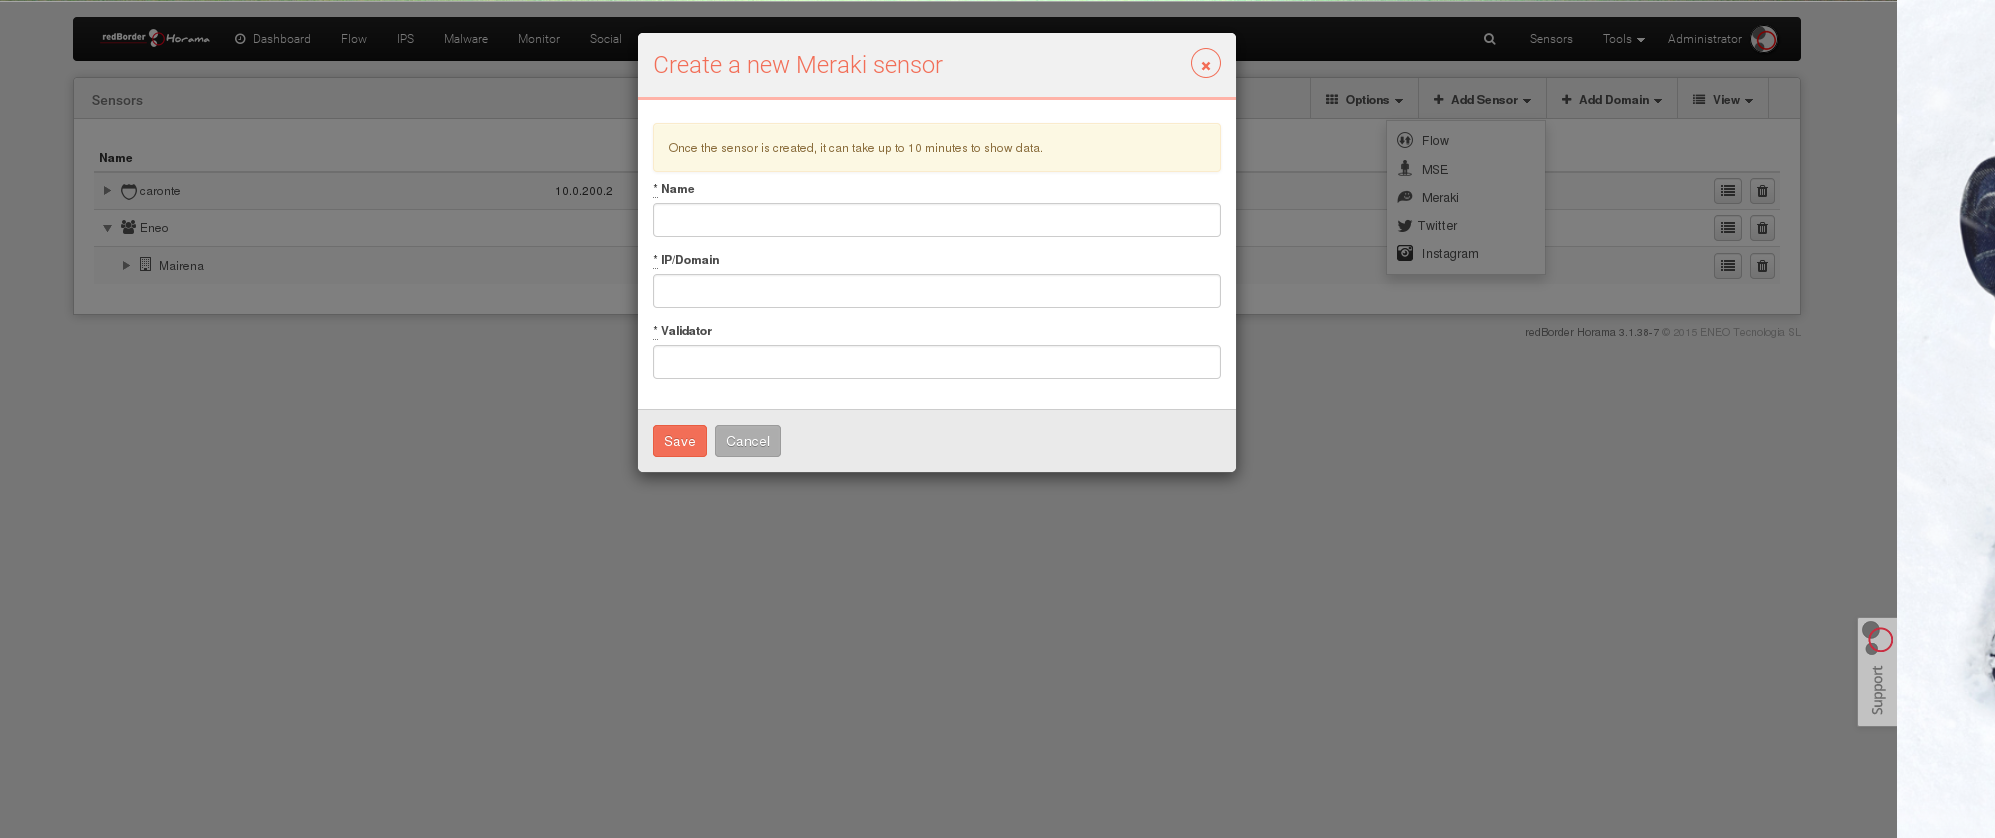 redBorder Horama Dashboard Flow IPS Malware Monitor Social Sensors Tools Administrator
Create a new Meraki sensor
Sensors Options Add Sensor Add Domain View
Once the sensor is created, it can take up to 10 minutes to show data.
Name
caronte 10.0.200.2
Eneo
Mairena
* Name
* IP/Domain
* Validator
Save Cancel
Flow
MSE
Meraki
Twitter
Instagram
redBorder Horama 3.1.38-7 © 2015 ENEO Tecnología SL
Support